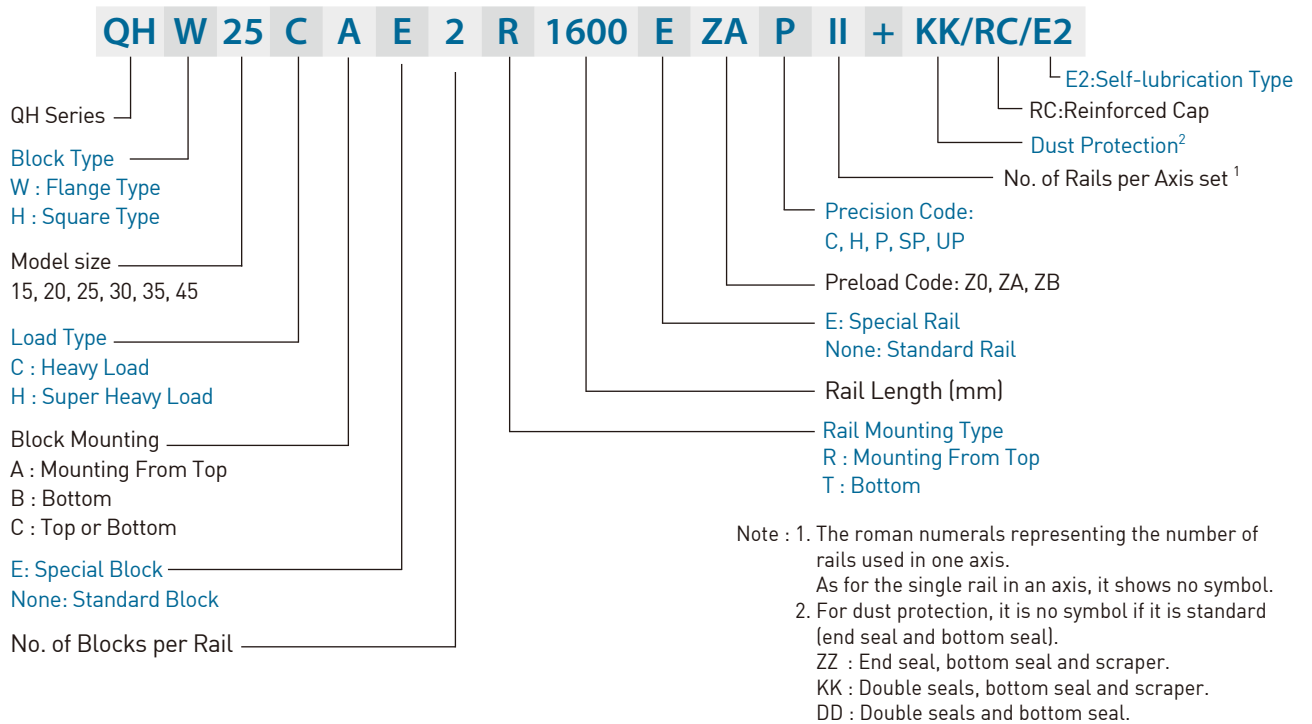 QH W 25 C A E 2 R 1600 E ZA P II + KK/RC/E2
QH Series
Block Type
W : Flange Type
H : Square Type
Model size
15, 20, 25, 30, 35, 45
Load Type
C : Heavy Load
H : Super Heavy Load
Block Mounting
A : Mounting From Top
B : Bottom
C : Top or Bottom
E: Special Block
None: Standard Block
No. of Blocks per Rail
E2:Self-lubrication Type
RC:Reinforced Cap
Dust Protection2
No. of Rails per Axis set 1
Precision Code:
C, H, P, SP, UP
Preload Code: Z0, ZA, ZB
E: Special Rail
None: Standard Rail
Rail Length (mm)
Rail Mounting Type
R : Mounting From Top
T : Bottom
Note : 1. The roman numerals representing the number of
rails used in one axis.
As for the single rail in an axis, it shows no symbol.
2. For dust protection, it is no symbol if it is standard
(end seal and bottom seal).
ZZ : End seal, bottom seal and scraper.
KK : Double seals, bottom seal and scraper.
DD : Double seals and bottom seal.